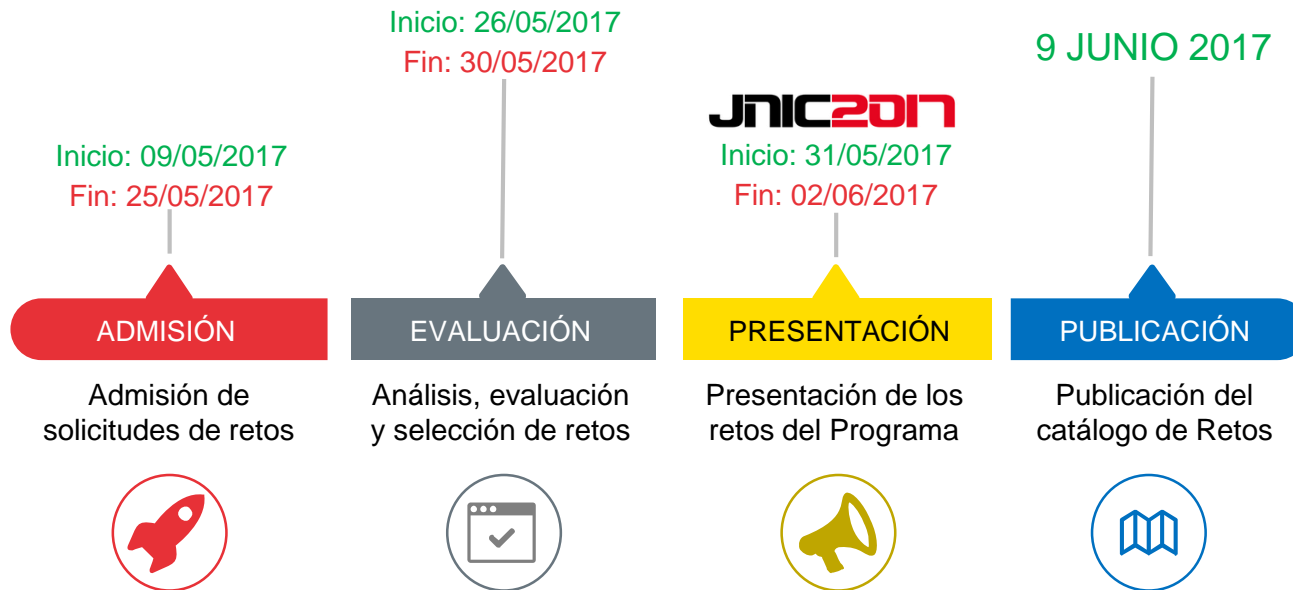 Inicio: 09/05/2017
Fin: 25/05/2017
ADMISIÓN
Admisión de
solicitudes de retos
Inicio: 26/05/2017
Fin: 30/05/2017
EVALUACIÓN
Análisis, evaluación
y selección de retos
JNIC2017
Inicio: 31/05/2017
Fin: 02/06/2017
PRESENTACIÓN
Presentación de los
retos del Programa
9 JUNIO 2017
PUBLICACIÓN
Publicación del
catálogo de Retos